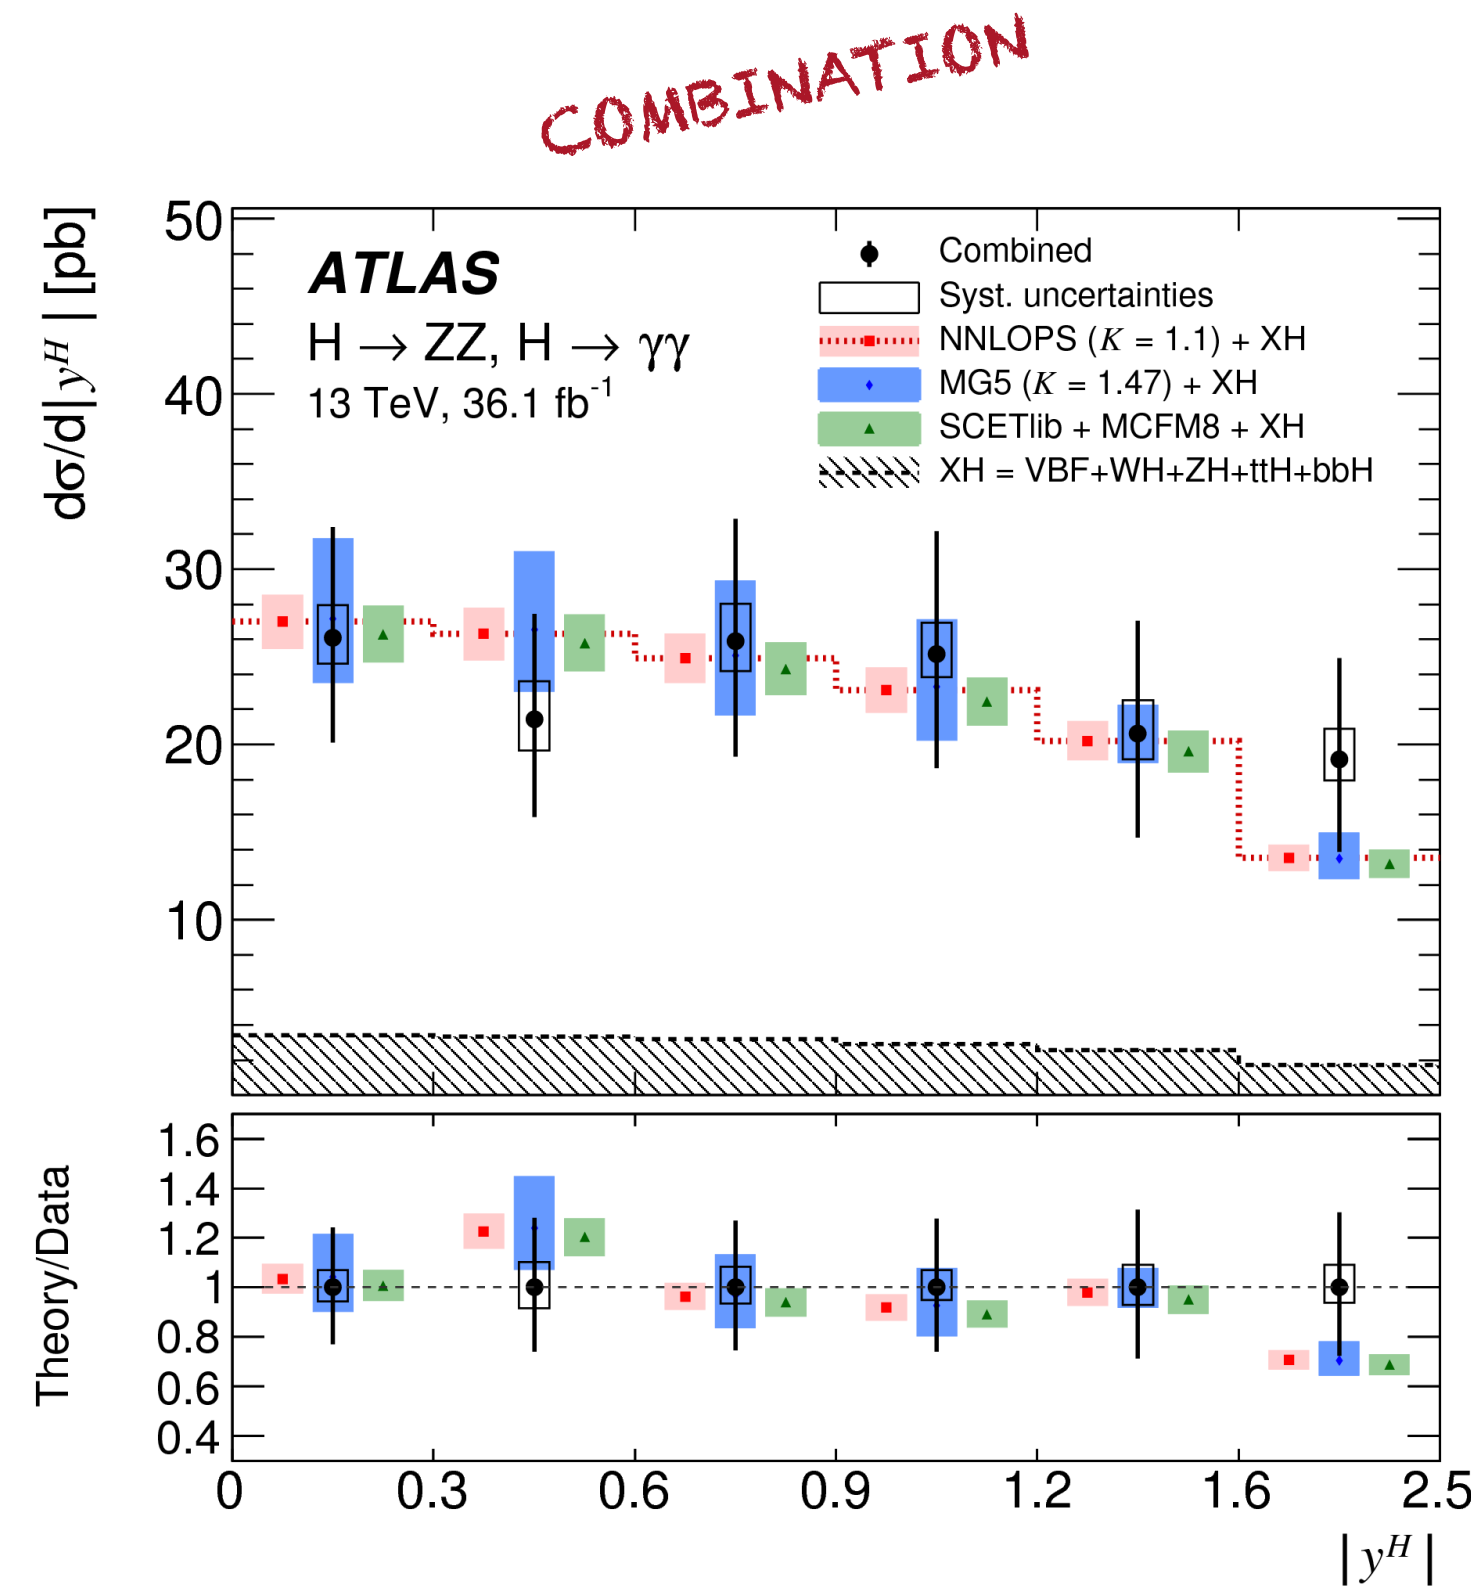 COMBINATION
dσ/d|y^H| [pb]
50
40
30
20
10
ATLAS
H → ZZ, H → γγ
13 TeV, 36.1 fb⁻¹
Combined
Syst. uncertainties
NNLOPS (K = 1.1) + XH
MG5 (K = 1.47) + XH
SCETlib + MCFM8 + XH
XH = VBF+WH+ZH+ttH+bbH
Theory/Data
1.6
1.4
1.2
1
0.8
0.6
0.4
0 0.3 0.6 0.9 1.2 1.6 2.5
|y^H|